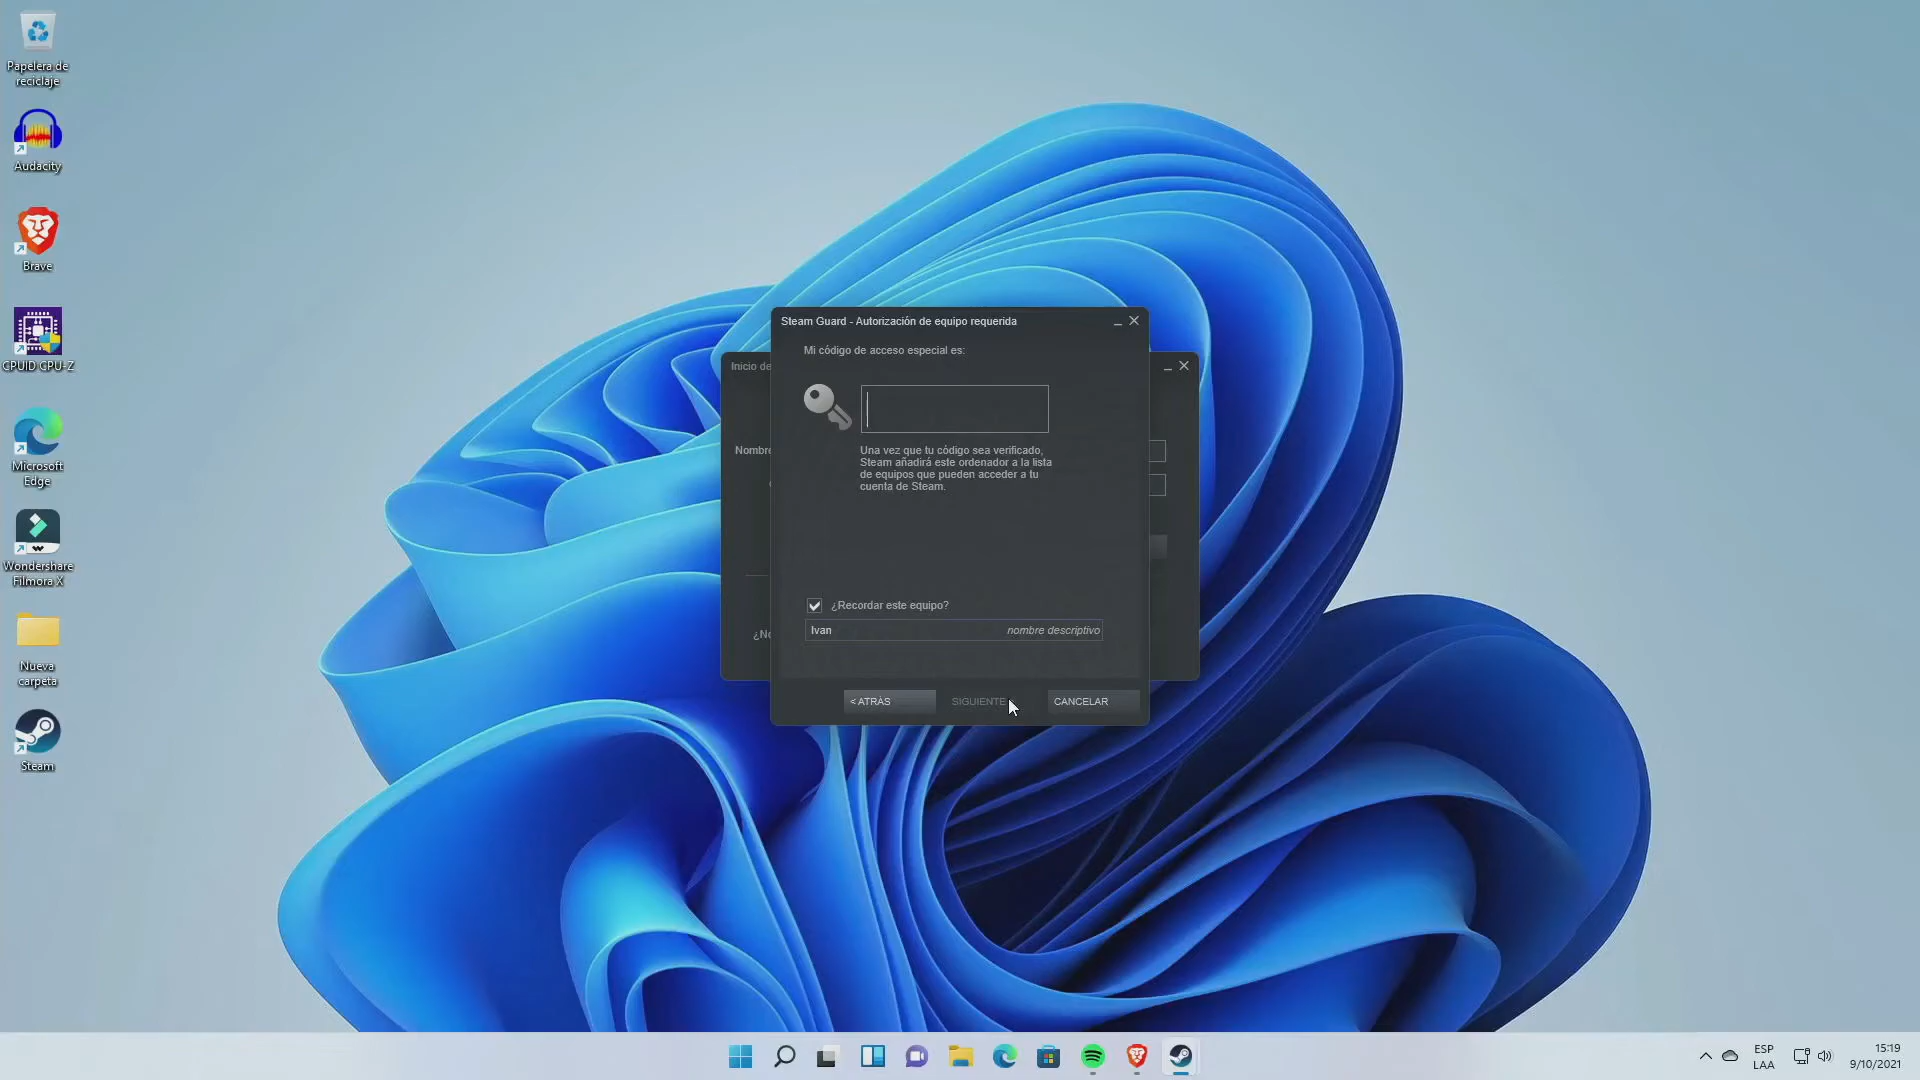 Papelera de
reciclaje
Audacity
Brave
CPUID CPU-Z
Microsoft
Edge
Wondershare
Filmora X
Nueva
carpeta
Steam
Steam Guard - Autorización de equipo requerida
Mi código de acceso especial es:
Una vez que tu código sea verificado,
Steam añadirá este ordenador a la lista
de equipos que pueden acceder a tu
cuenta de Steam.
¿Recordar este equipo?
Ivan
nombre descriptivo
< ATRÁS
SIGUIENTE
CANCELAR
Inicio de
Nombre
¿No
ESP
LAA
15:19
9/10/2021